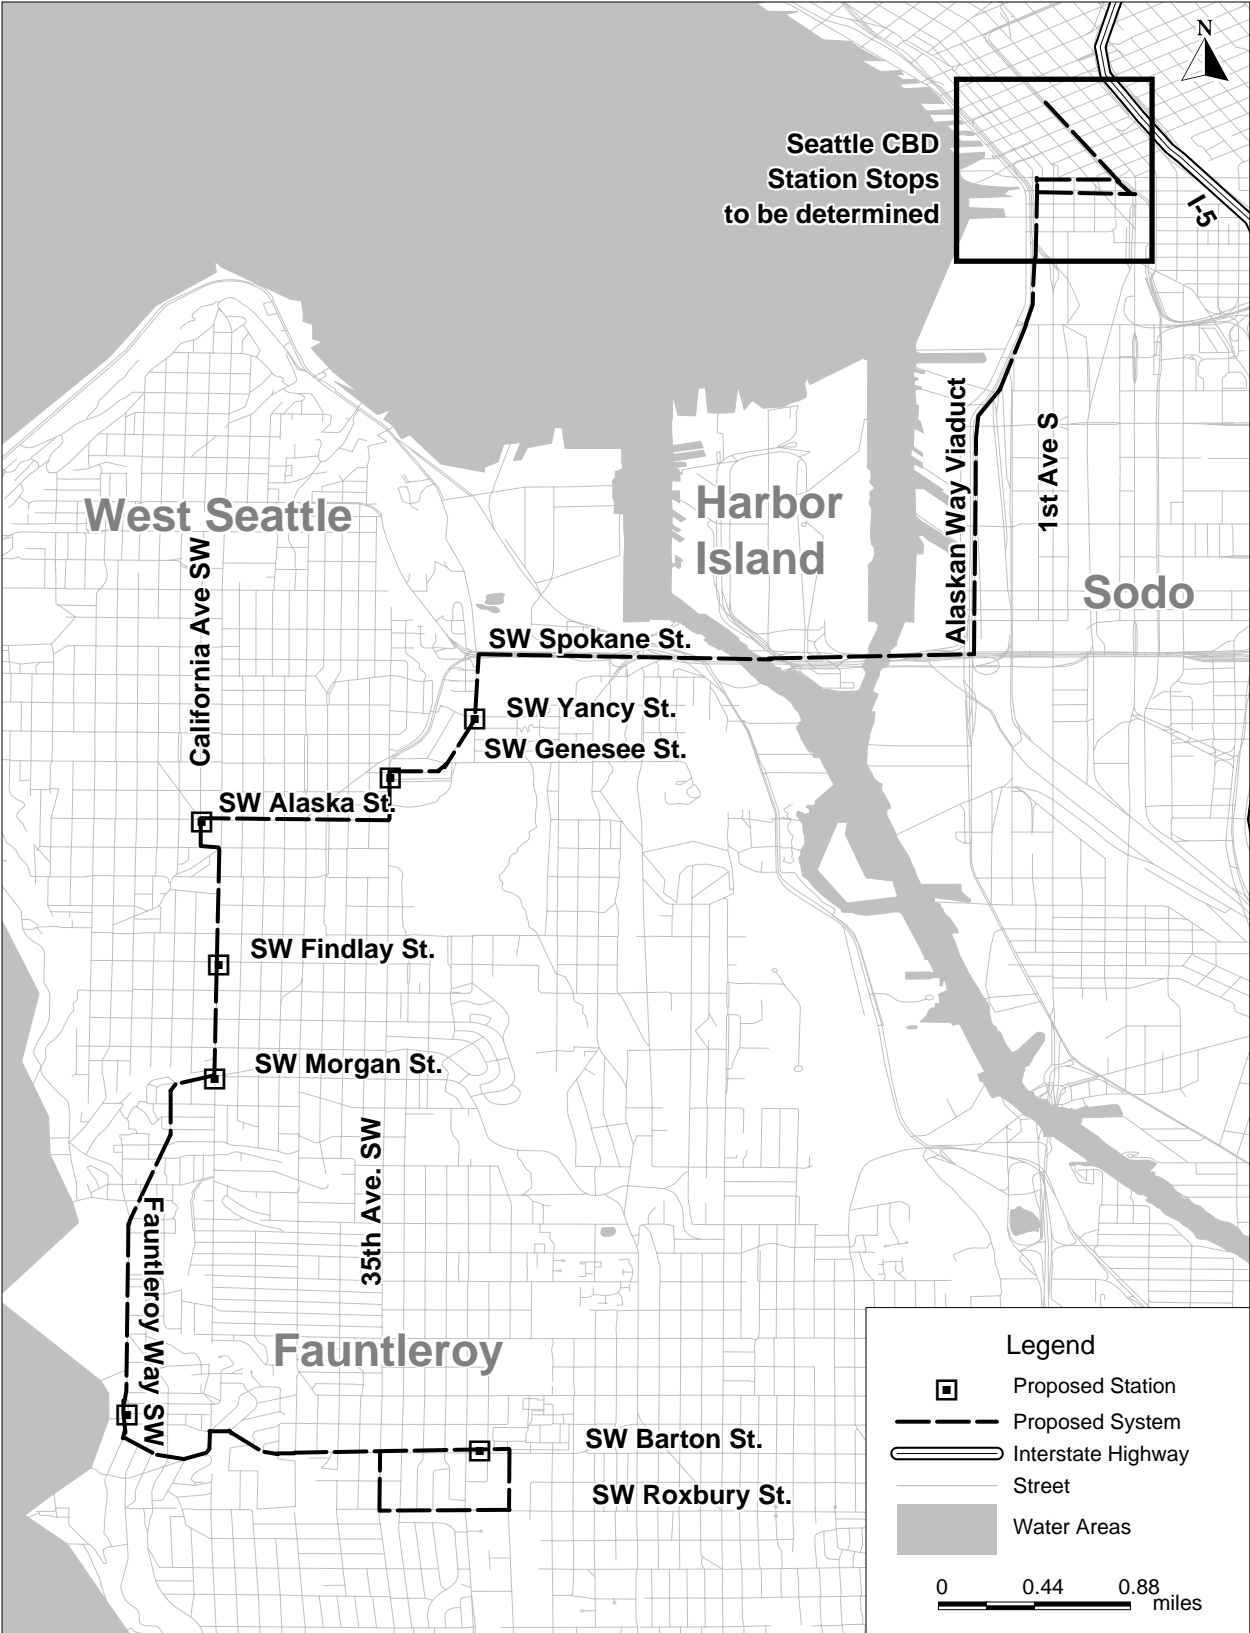 N
Seattle CBD
Station Stops
to be determined
I-5
Alaskan Way Viaduct
1st Ave S
West Seattle
Harbor
Island
Sodo
California Ave SW
SW Spokane St.
SW Yancy St.
SW Genesee St.
SW Alaska St.
SW Findlay St.
SW Morgan St.
35th Ave. SW
Fauntleroy Way SW
Fauntleroy
SW Barton St.
SW Roxbury St.
Legend
Proposed Station
Proposed System
Interstate Highway
Street
Water Areas
0 0.44 0.88
miles